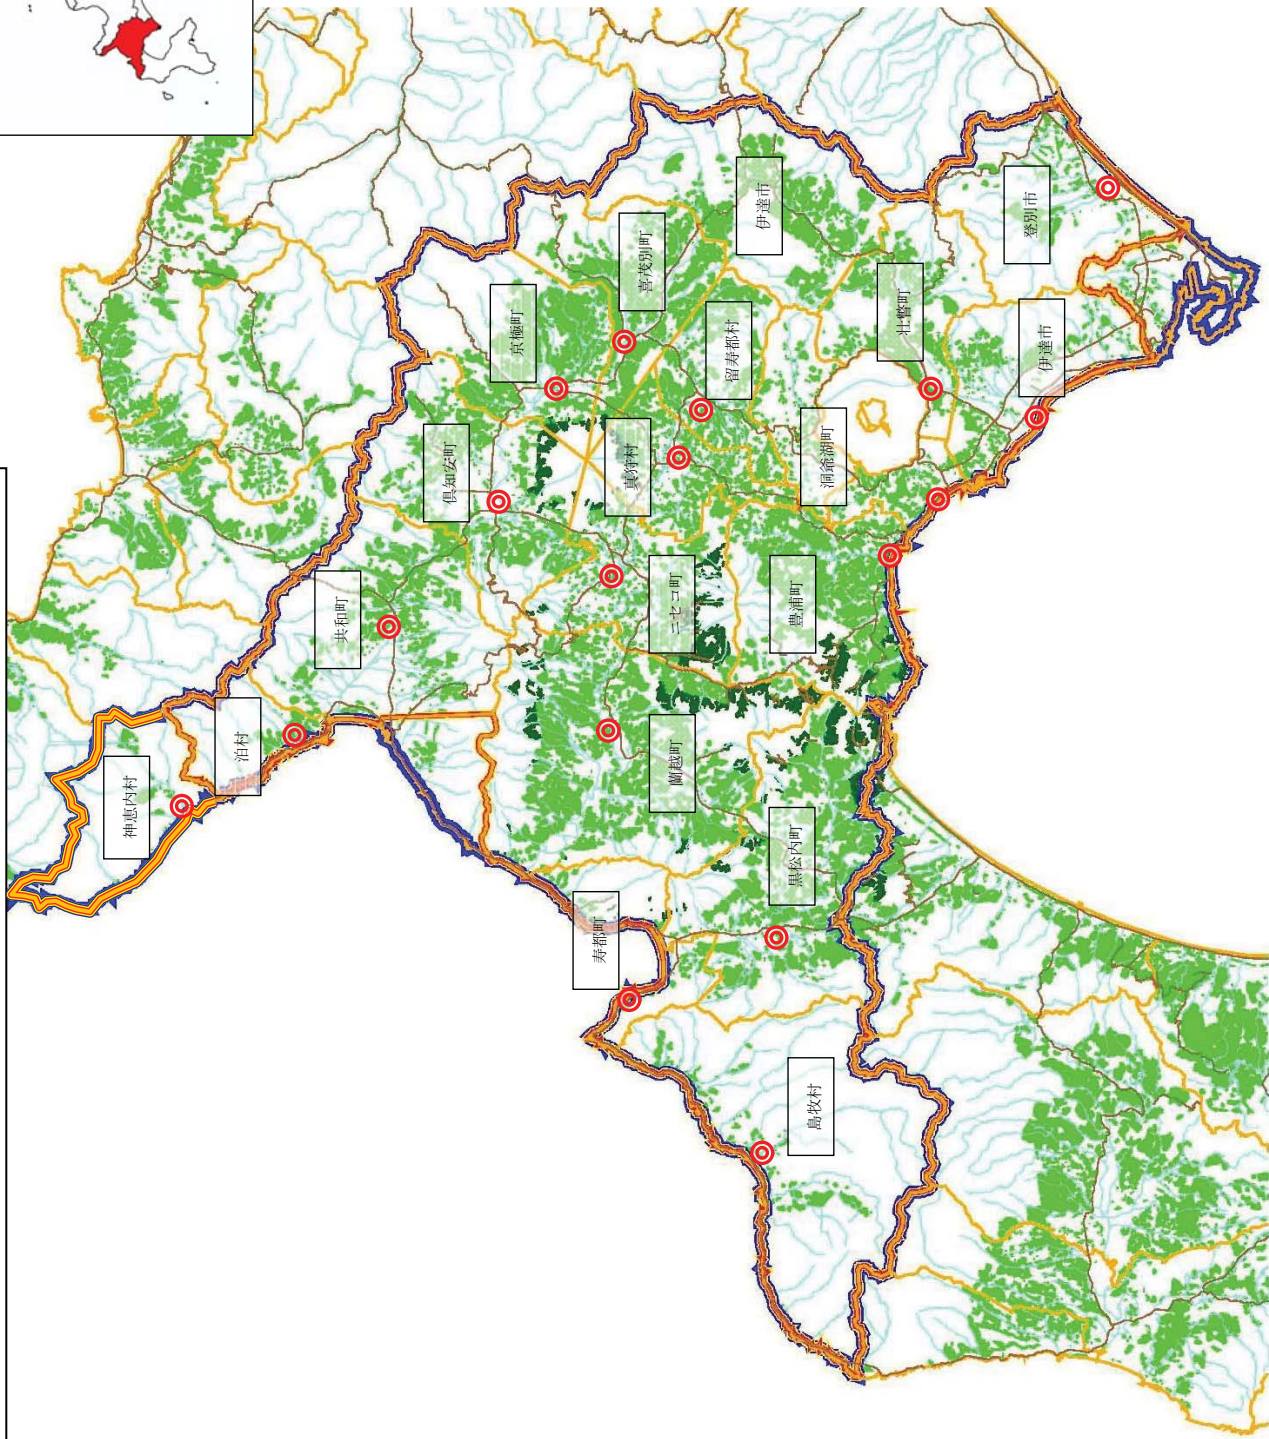 神恵内村
泊村
共和町
倶知安町
京極町
寿都町
真狩村
喜茂別町
蘭越町
ニセコ町
留寿都村
伊達市
島牧村
黒松内町
豊浦町
洞爺湖町
壮瞥町
伊達市
登別市